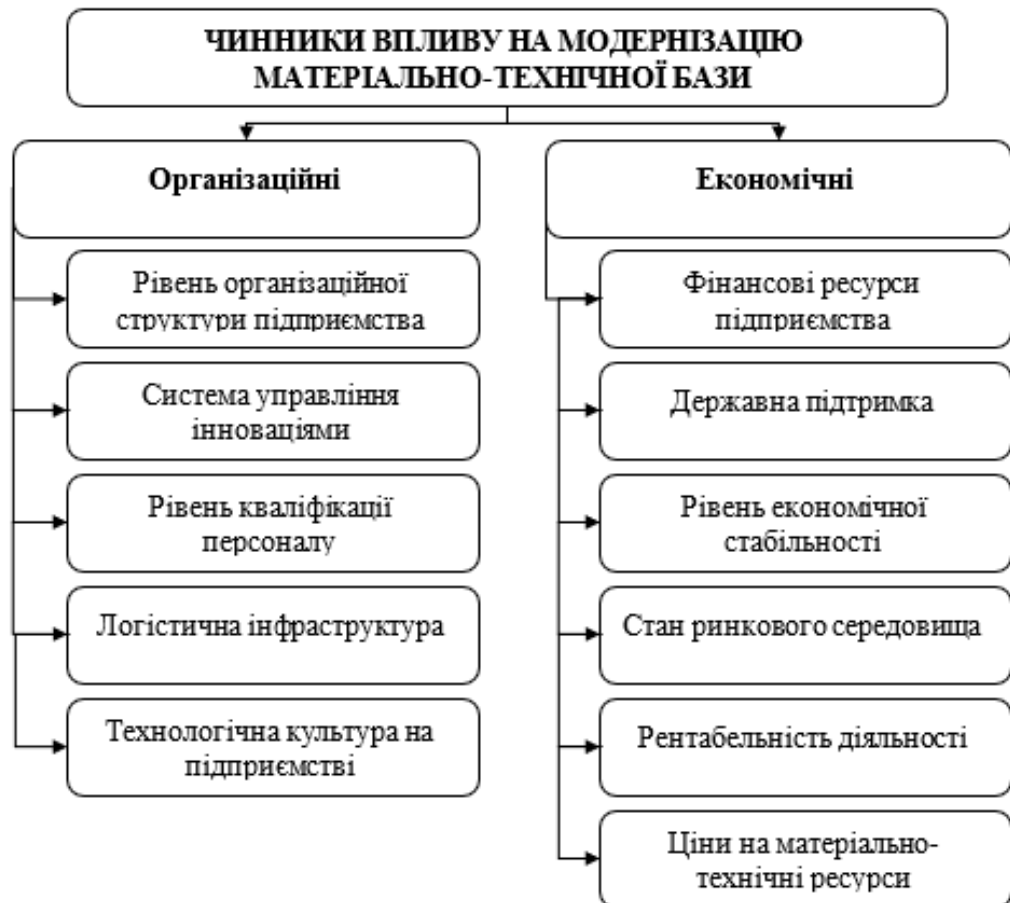 ЧИННИКИ ВПЛИВУ НА МОДЕРНІЗАЦІЮ
МАТЕРІАЛЬНО-ТЕХНІЧНОЇ БАЗИ
Організаційні
Рівень організаційної
структури підприємства
Система управління
інноваціями
Рівень кваліфікації
персоналу
Логістична інфраструктура
Технологічна культура на
підприємстві
Економічні
Фінансові ресурси
підприємства
Державна підтримка
Рівень економічної
стабільності
Стан ринкового середовища
Рентабельність діяльності
Ціни на матеріально-
технічні ресурси